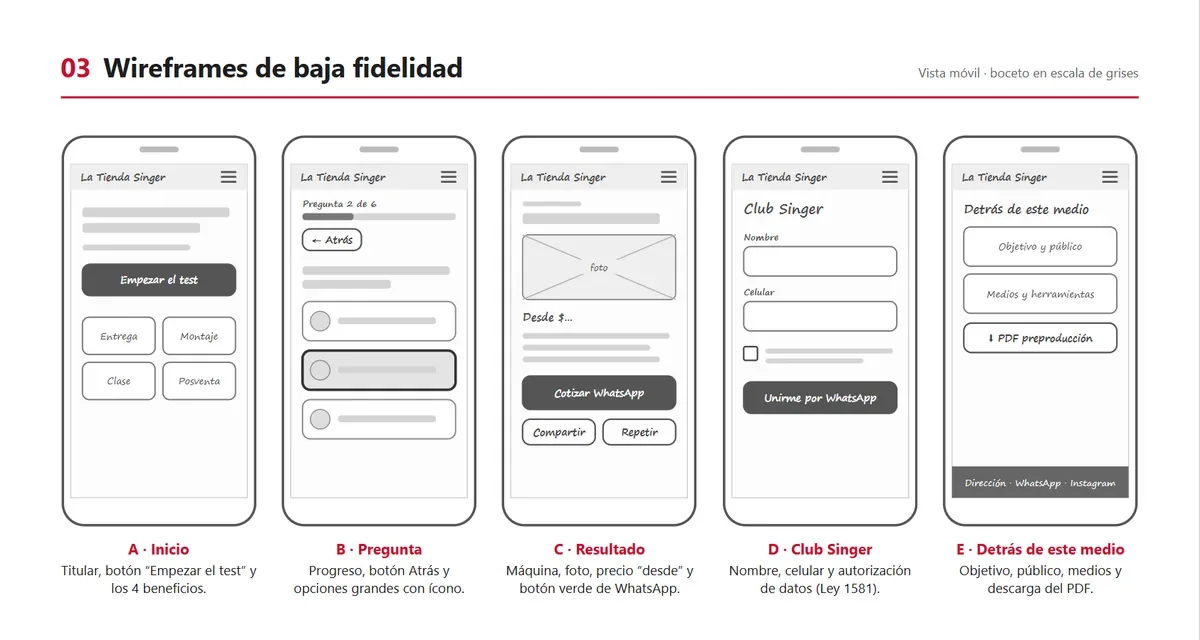 03 Wireframes de baja fidelidad
Vista móvil · boceto en escala de grises
La Tienda Singer
Empezar el test
Entrega
Montaje
Clase
Posventa
A · Inicio
Titular, botón “Empezar el test” y
los 4 beneficios.
La Tienda Singer
Pregunta 2 de 6
← Atrás
B · Pregunta
Progreso, botón Atrás y
opciones grandes con ícono.
La Tienda Singer
foto
Desde $...
Cotizar WhatsApp
Compartir
Repetir
C · Resultado
Máquina, foto, precio “desde” y
botón verde de WhatsApp.
La Tienda Singer
Club Singer
Nombre
Celular
Unirme por WhatsApp
D · Club Singer
Nombre, celular y autorización
de datos (Ley 1581).
La Tienda Singer
Detrás de este medio
Objetivo y público
Medios y herramientas
⬇ PDF preproducción
Dirección · WhatsApp · Instagram
E · Detrás de este medio
Objetivo, público, medios y
descarga del PDF.